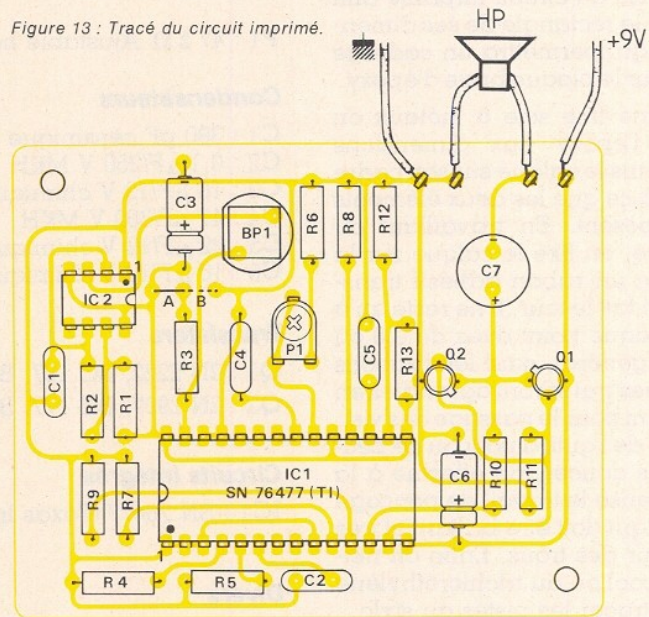 Figure 13 : Tracé du circuit imprimé.
HP
+9V
C3
BP1
R6
R8
R12
C7
1
IC 2
A B
R3
C4
P1
C5
R13
Q2
Q1
C1
R2
R1
R9
R7
IC1
SN 76477 (TI)
C6
R10
R11
1
R4
R5
C2